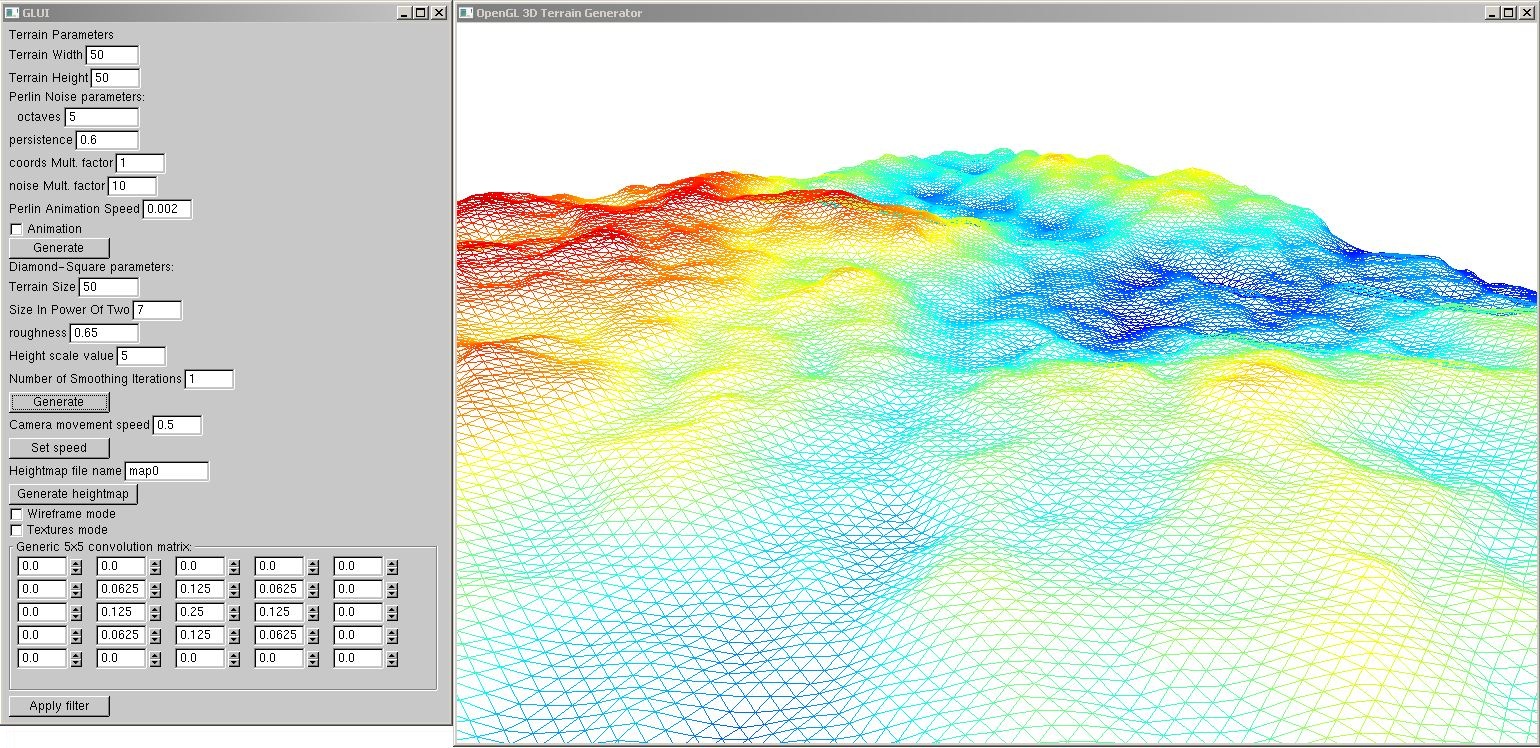 GLUI
OpenGL 3D Terrain Generator
Terrain Parameters
Terrain Width 50
Terrain Height 50
Perlin Noise parameters:
octaves 5
persistence 0.6
coords Mult. factor 1
noise Mult. factor 10
Perlin Animation Speed 0.002
Animation
Generate
Diamond-Square parameters:
Terrain Size 50
Size In Power Of Two 7
roughness 0.65
Height scale value 5
Number of Smoothing Iterations 1
Generate
Camera movement speed 0.5
Set speed
Heightmap file name map0
Generate heightmap
Wireframe mode
Textures mode
Generic 5x5 convolution matrix:
0.0 0.0 0.0 0.0 0.0
0.0 0.0625 0.125 0.0625 0.0
0.0 0.125 0.25 0.125 0.0
0.0 0.0625 0.125 0.0625 0.0
0.0 0.0 0.0 0.0 0.0
Apply filter